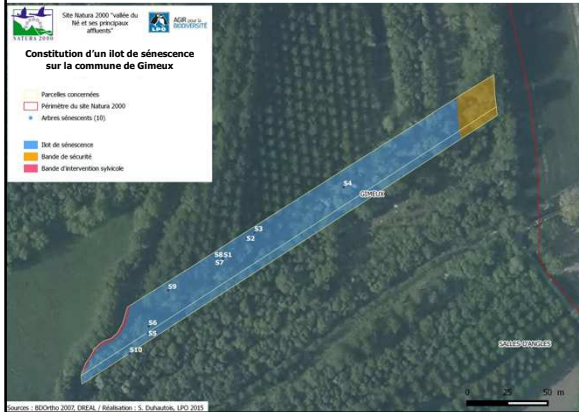 Site Natura 2000 "vallée du
Né et ses principaux
affluents"
NATURA 2000
LPO
AGIR pour la
BIODIVERSITÉ
Constitution d'un ilot de sénescence
sur la commune de Gimeux
Parcelles concernées
Périmètre du site Natura 2000
Arbres sénescents (10)
Ilot de sénescence
Bande de sécurité
Bande d'intervention sylvicole
S4
GIMEUX
S3
S2
S8 S1
S7
S9
S6
S5
S10
SALLES-D'ANGLES
0 25 50 m
Sources : BDOrtho 2007, DREAL / Réalisation : S. Duhautois, LPO 2015